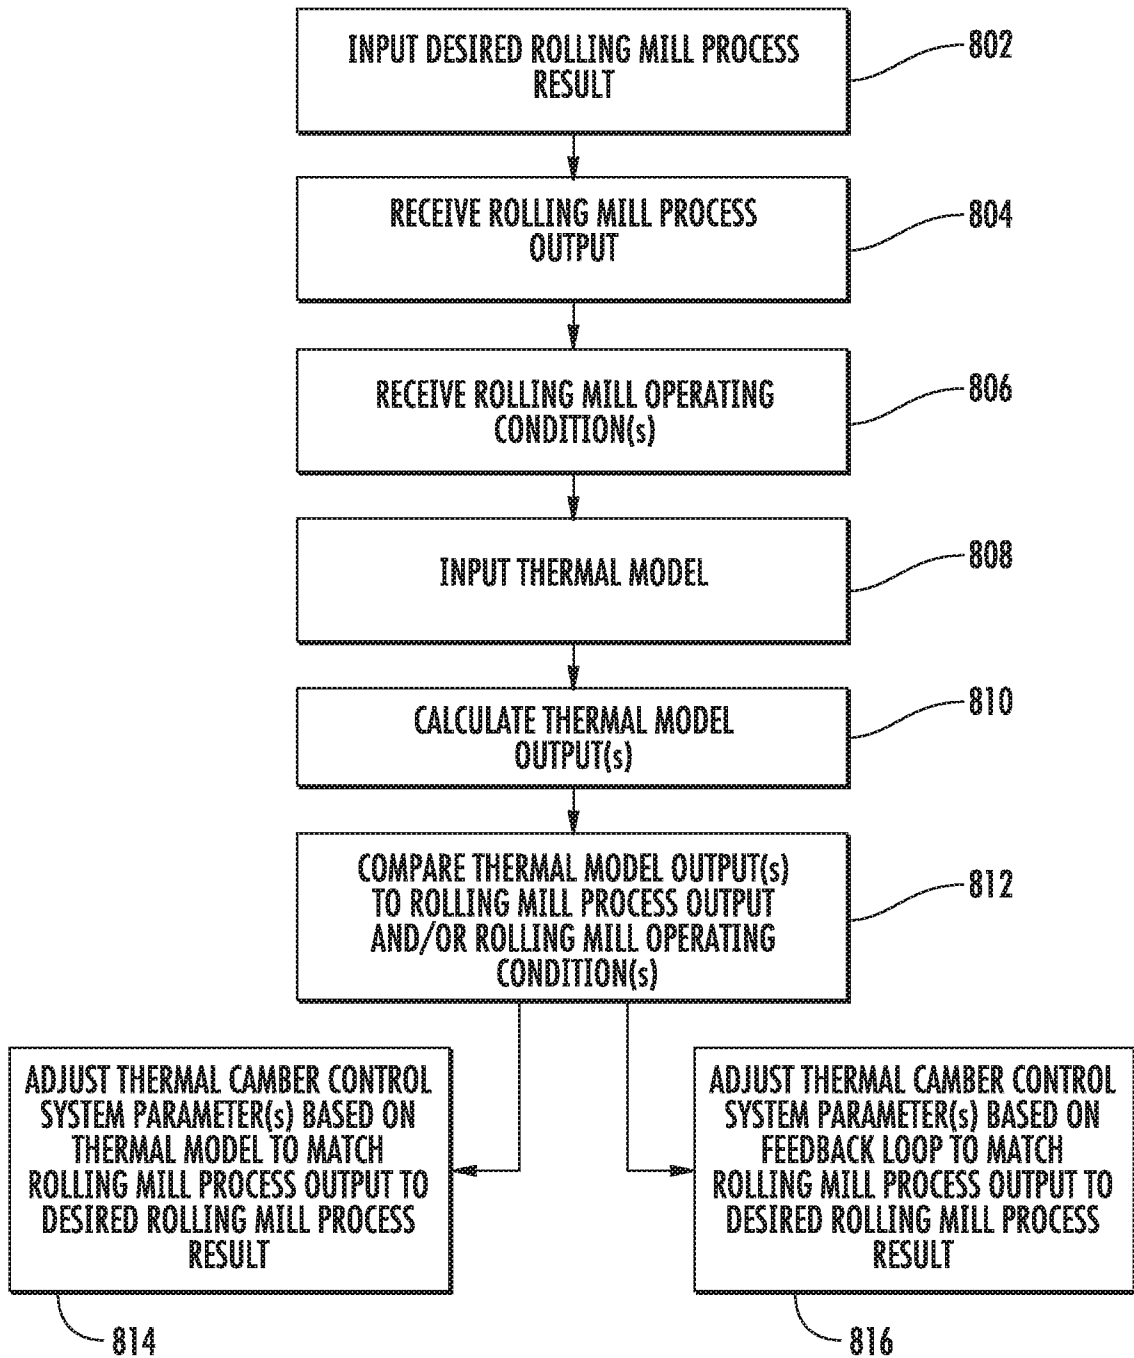 INPUT DESIRED ROLLING MILL PROCESS
RESULT
802
RECEIVE ROLLING MILL PROCESS
OUTPUT
804
RECEIVE ROLLING MILL OPERATING
CONDITION(s)
806
INPUT THERMAL MODEL
808
CALCULATE THERMAL MODEL
OUTPUT(s)
810
COMPARE THERMAL MODEL OUTPUT(s)
TO ROLLING MILL PROCESS OUTPUT
AND/OR ROLLING MILL OPERATING
CONDITION(s)
812
ADJUST THERMAL CAMBER CONTROL
SYSTEM PARAMETER(s) BASED ON
THERMAL MODEL TO MATCH
ROLLING MILL PROCESS OUTPUT TO
DESIRED ROLLING MILL PROCESS
RESULT
814
ADJUST THERMAL CAMBER CONTROL
SYSTEM PARAMETER(s) BASED ON
FEEDBACK LOOP TO MATCH
ROLLING MILL PROCESS OUTPUT TO
DESIRED ROLLING MILL PROCESS
RESULT
816